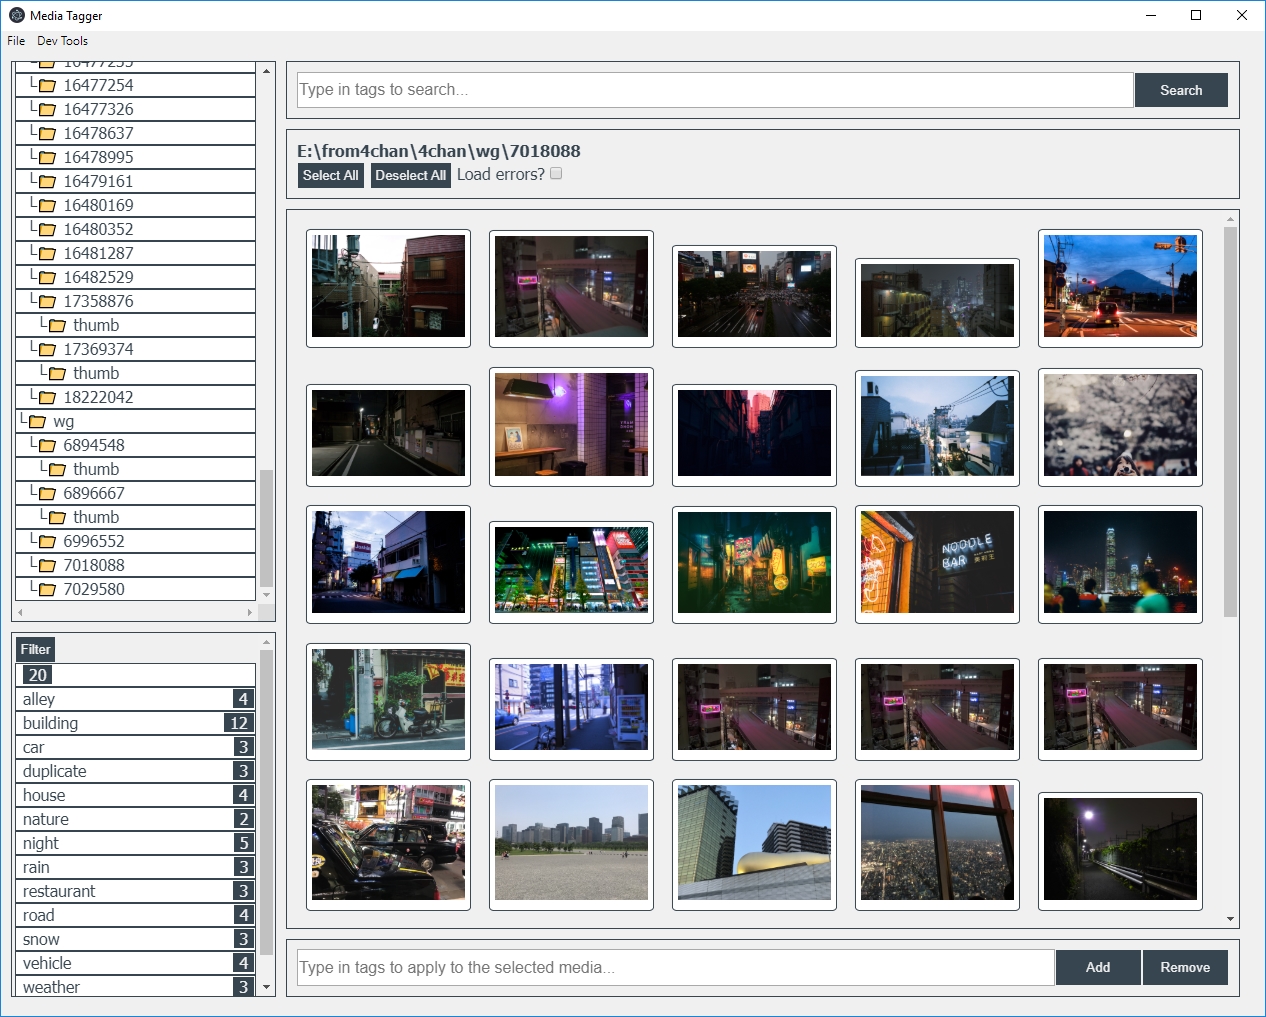 Media Tagger
File Dev Tools
16477253
16477254
16477326
16478637
16478995
16479161
16480169
16480352
16481287
16482529
17358876
thumb
17369374
thumb
18222042
wg
6894548
thumb
6896667
thumb
6996552
7018088
7029580
Filter
20
alley 4
building 12
car 3
duplicate 3
house 4
nature 2
night 5
rain 3
restaurant 3
road 4
snow 3
vehicle 4
weather 3
Type in tags to search...
Search
E:\from4chan\4chan\wg\7018088
Select All Deselect All Load errors?
NOODLE
BAR
Type in tags to apply to the selected media...
Add Remove